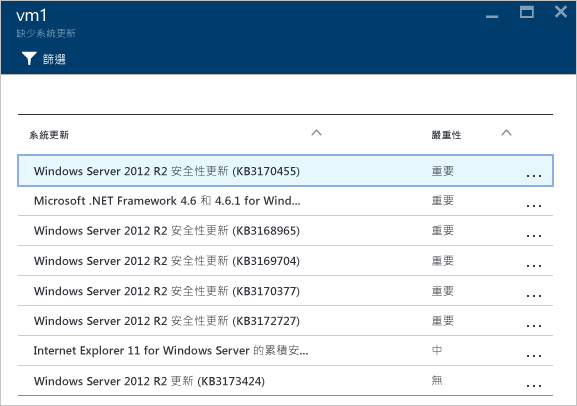 vm1
缺少系統更新
篩選
系統更新 嚴重性
Windows Server 2012 R2 安全性更新 (KB3170455) 重要 ...
Microsoft .NET Framework 4.6 和 4.6.1 for Wind... 重要 ...
Windows Server 2012 R2 安全性更新 (KB3168965) 重要 ...
Windows Server 2012 R2 安全性更新 (KB3169704) 重要 ...
Windows Server 2012 R2 安全性更新 (KB3170377) 重要 ...
Windows Server 2012 R2 安全性更新 (KB3172727) 重要 ...
Internet Explorer 11 for Windows Server 的累積安... 中 ...
Windows Server 2012 R2 更新 (KB3173424) 無 ...